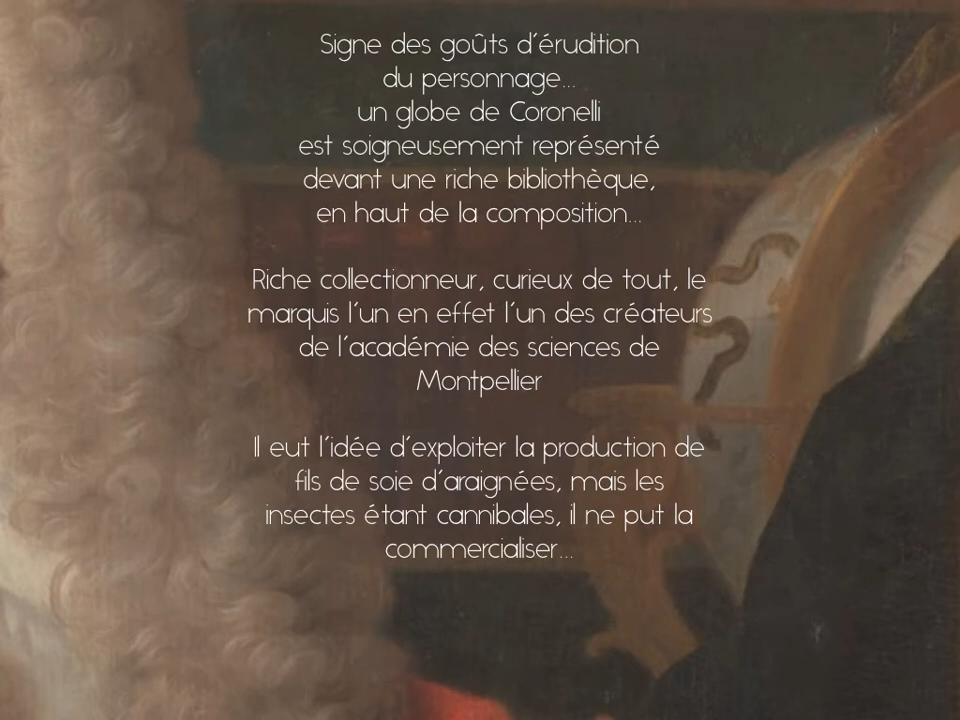 Signe des goûts d'érudition
du personnage...
un globe de Coronelli
est soigneusement représenté
devant une riche bibliothèque,
en haut de la composition...
Riche collectionneur, curieux de tout, le
marquis l'un en effet l'un des créateurs
de l'académie des sciences de
Montpellier
Il eut l'idée d'exploiter la production de
fils de soie d'araignées, mais les
insectes étant cannibales, il ne put la
commercialiser...